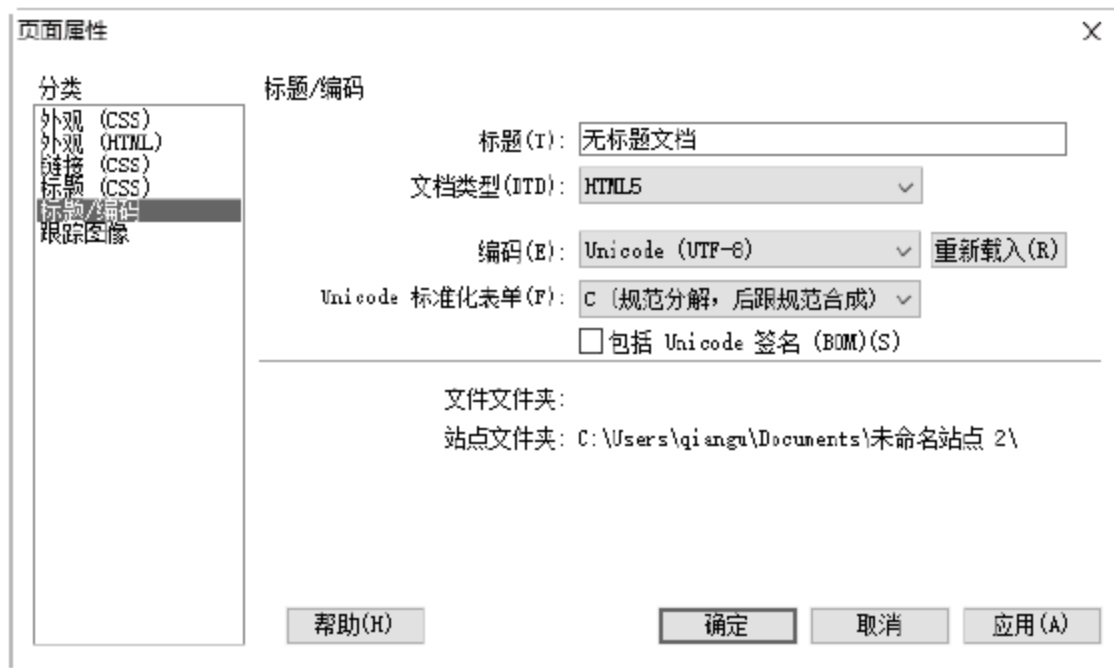 页面属性
分类
外观 (CSS)
外观 (HTML)
链接 (CSS)
标题 (CSS)
标题/编码
跟踪图像
标题/编码
标题(T): 无标题文档
文档类型(DTD): HTML5
编码(E): Unicode (UTF-8) 重新载入(R)
Unicode 标准化表单(F): C (规范分解，后跟规范合成)
包括 Unicode 签名 (BOM)(S)
文件文件夹:
站点文件夹: C:\Users\qiangu\Documents\未命名站点 2\
帮助(H) 确定 取消 应用(A)